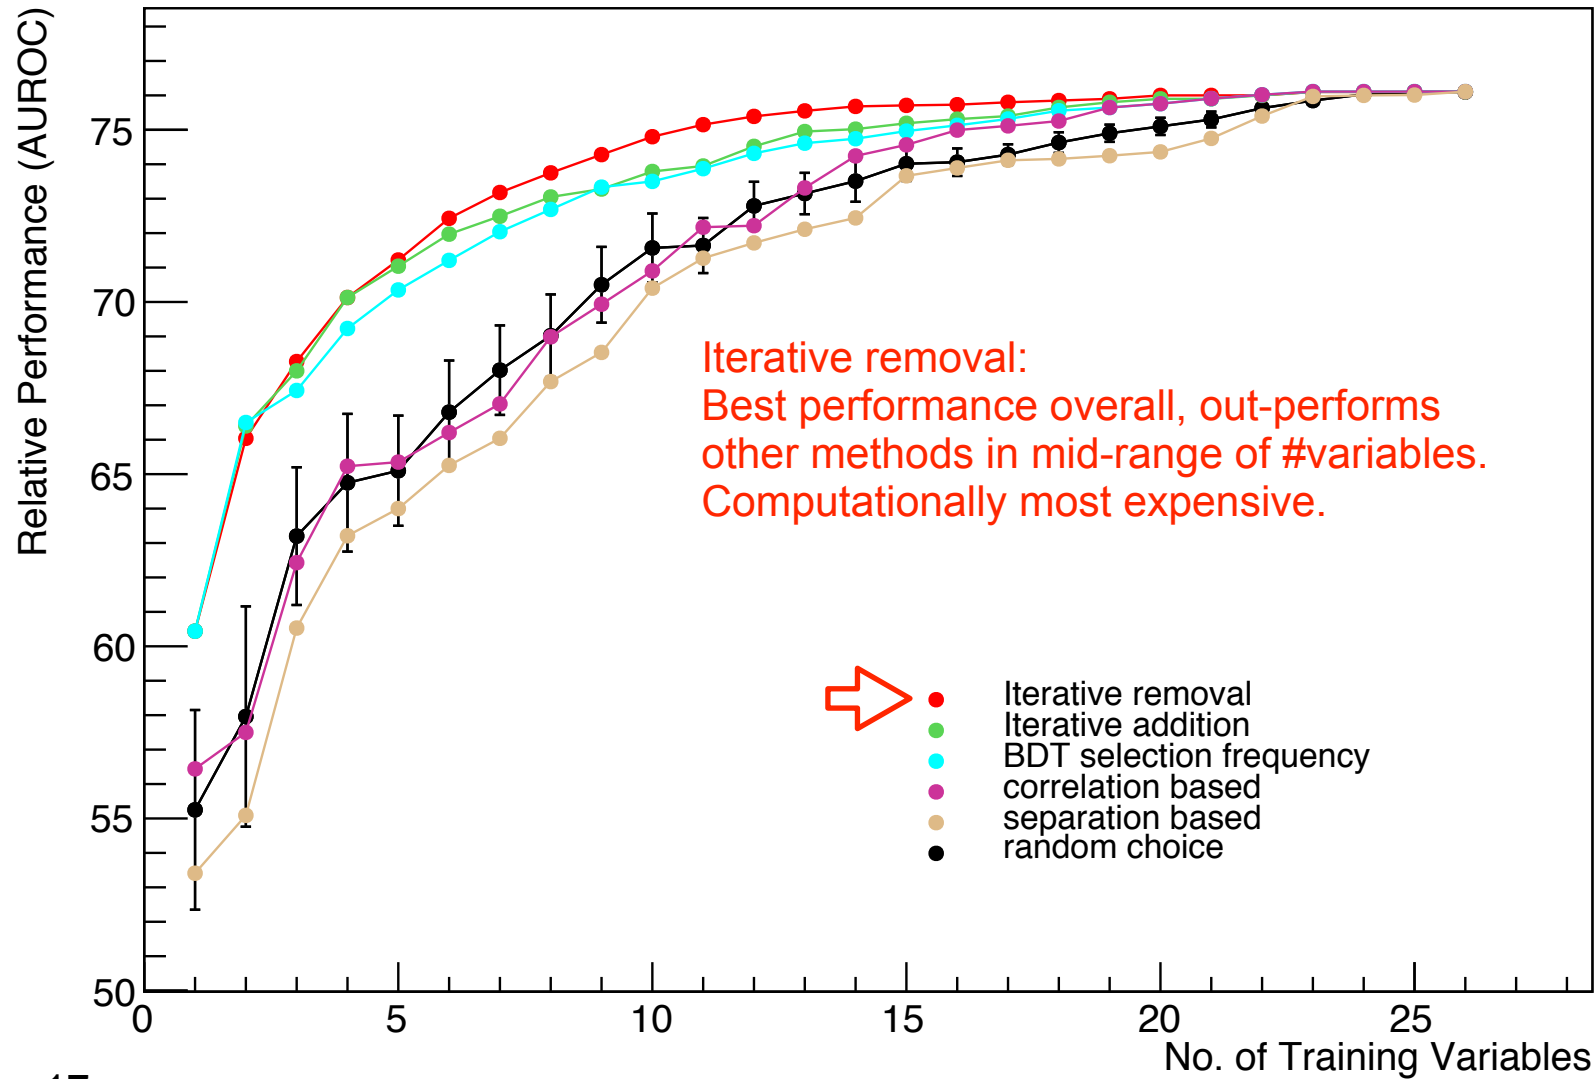 Relative Performance (AUROC)
75
70
65
60
55
50
Iterative removal:
Best performance overall, out-performs
other methods in mid-range of #variables.
Computationally most expensive.
Iterative removal
Iterative addition
BDT selection frequency
correlation based
separation based
random choice
0 5 10 15 20 25
No. of Training Variables